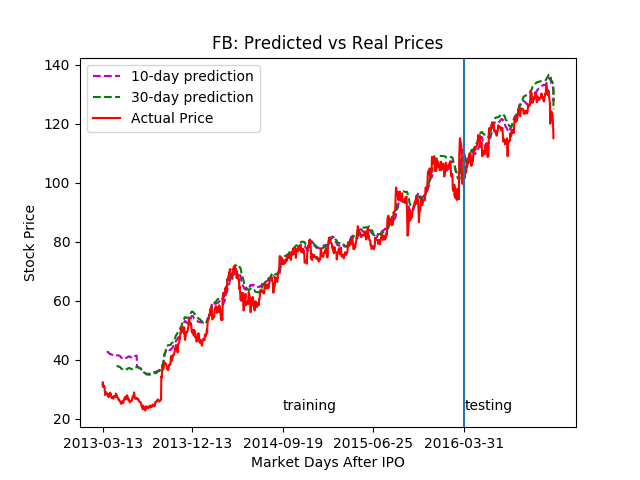 FB: Predicted vs Real Prices
140
120
100
80
60
40
20
Stock Price
10-day prediction
30-day prediction
Actual Price
training
testing
2013-03-13
2013-12-13
2014-09-19
2015-06-25
2016-03-31
Market Days After IPO